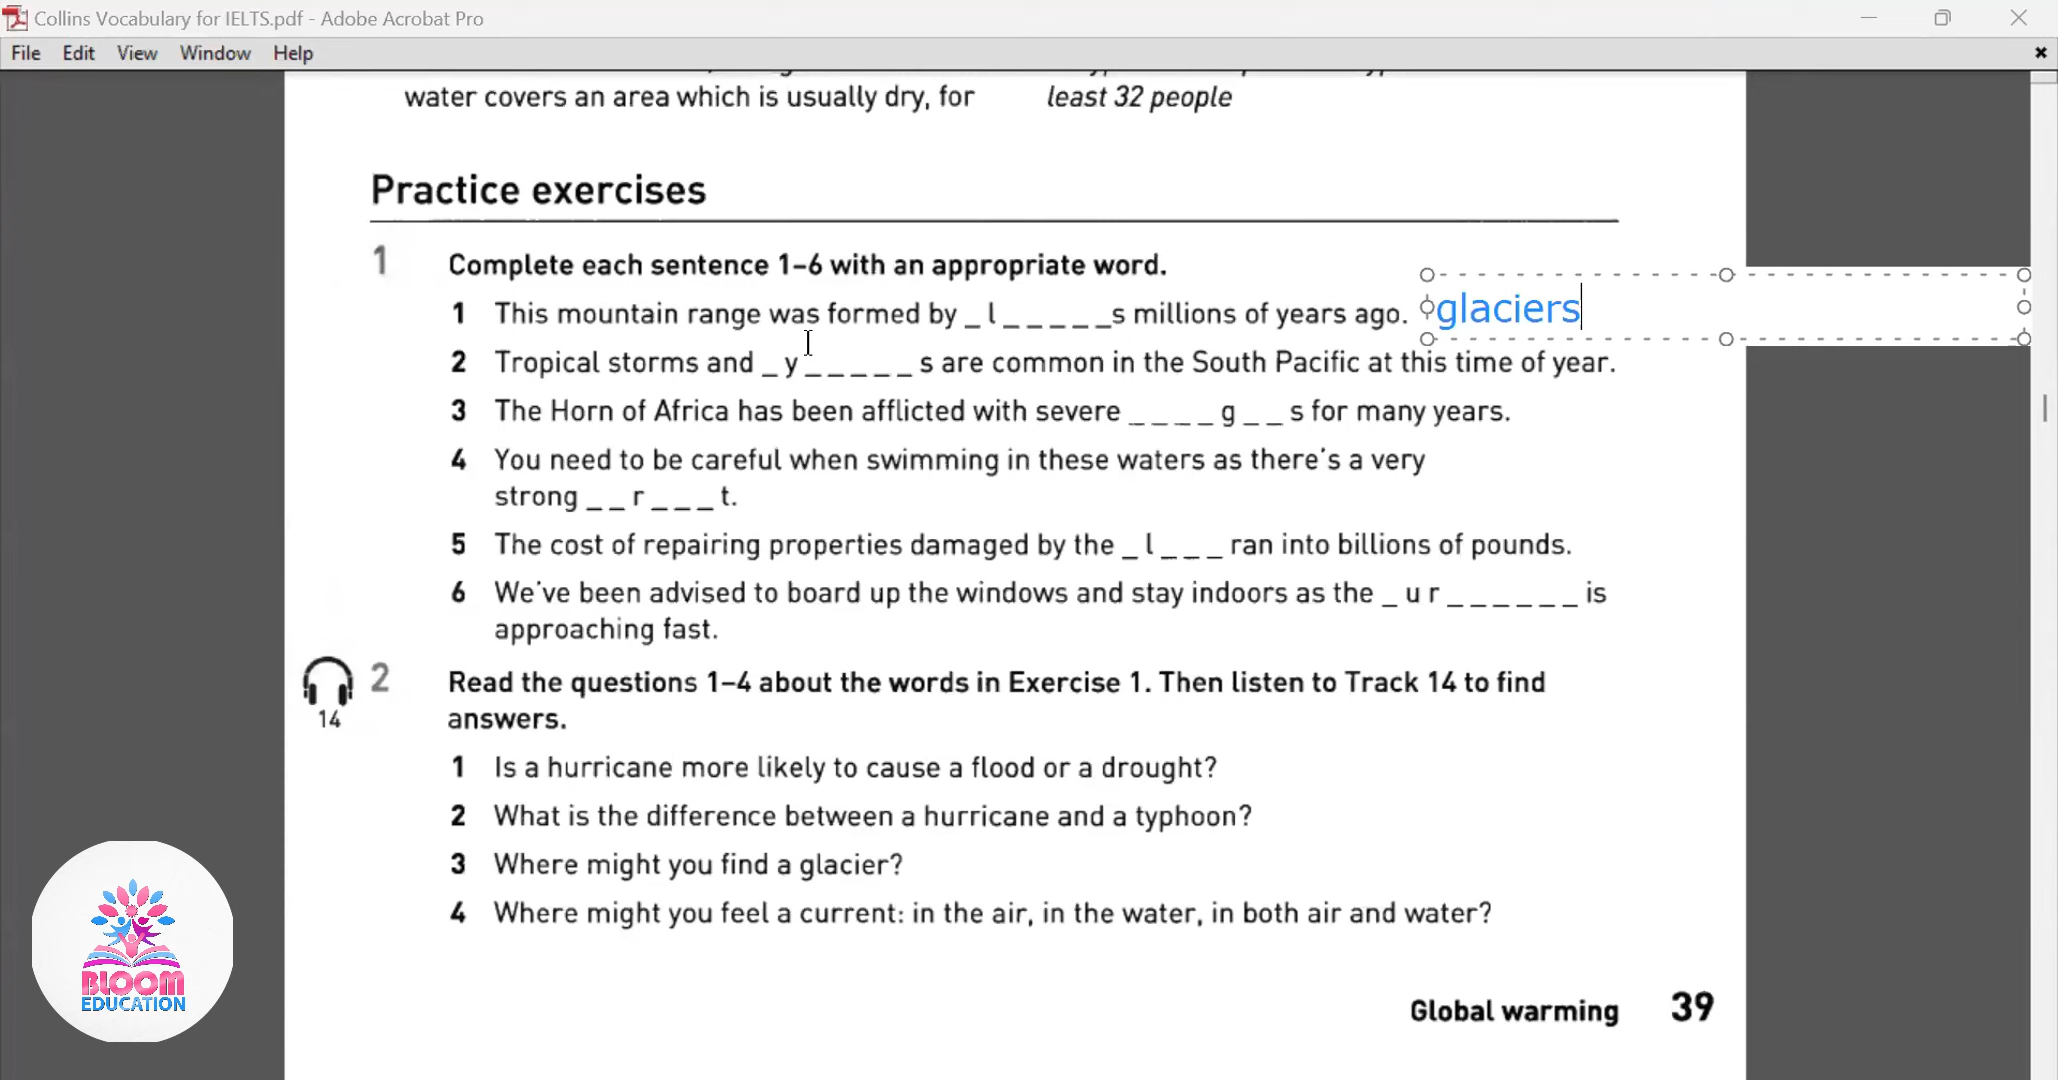 Collins Vocabulary for IELTS.pdf - Adobe Acrobat Pro
File Edit View Window Help
water covers an area which is usually dry, for least 32 people
Practice exercises
1 Complete each sentence 1–6 with an appropriate word.
1 This mountain range was formed by _ l _ _ _ _ _s millions of years ago. glaciers
2 Tropical storms and _ y _ _ _ _ _ s are common in the South Pacific at this time of year.
3 The Horn of Africa has been afflicted with severe _ _ _ _ g _ _ s for many years.
4 You need to be careful when swimming in these waters as there's a very
strong _ _ r _ _ _ t.
5 The cost of repairing properties damaged by the _ l _ _ _ ran into billions of pounds.
6 We've been advised to board up the windows and stay indoors as the _ u r _ _ _ _ _ _ is
approaching fast.
2 Read the questions 1–4 about the words in Exercise 1. Then listen to Track 14 to find
14
answers.
1 Is a hurricane more likely to cause a flood or a drought?
2 What is the difference between a hurricane and a typhoon?
3 Where might you find a glacier?
4 Where might you feel a current: in the air, in the water, in both air and water?
BLOOM
EDUCATION
Global warming 39